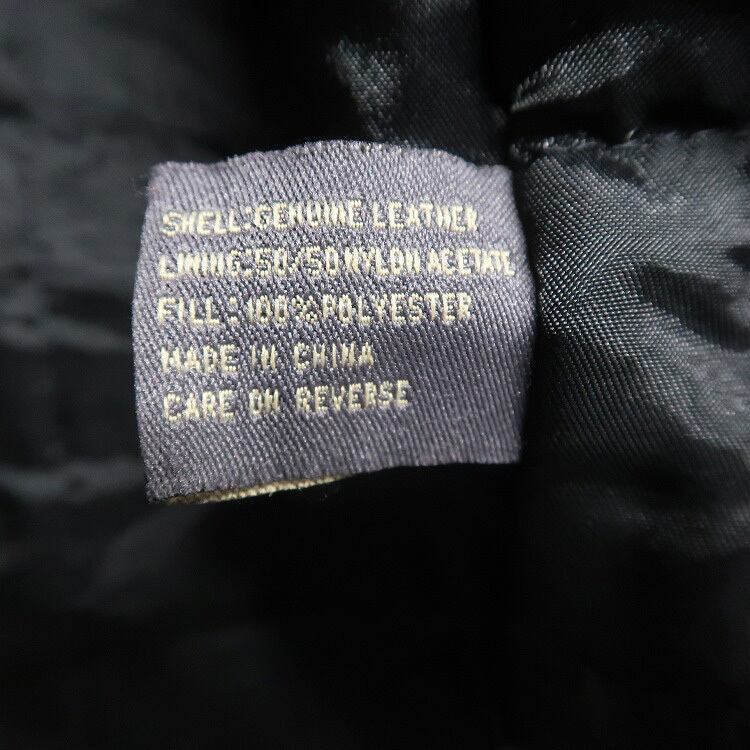 SHELL:GENUINE LEATHER
LINING:50/50 NYLON ACETATE
FILL:100% POLYESTER
MADE IN CHINA
CARE ON REVERSE